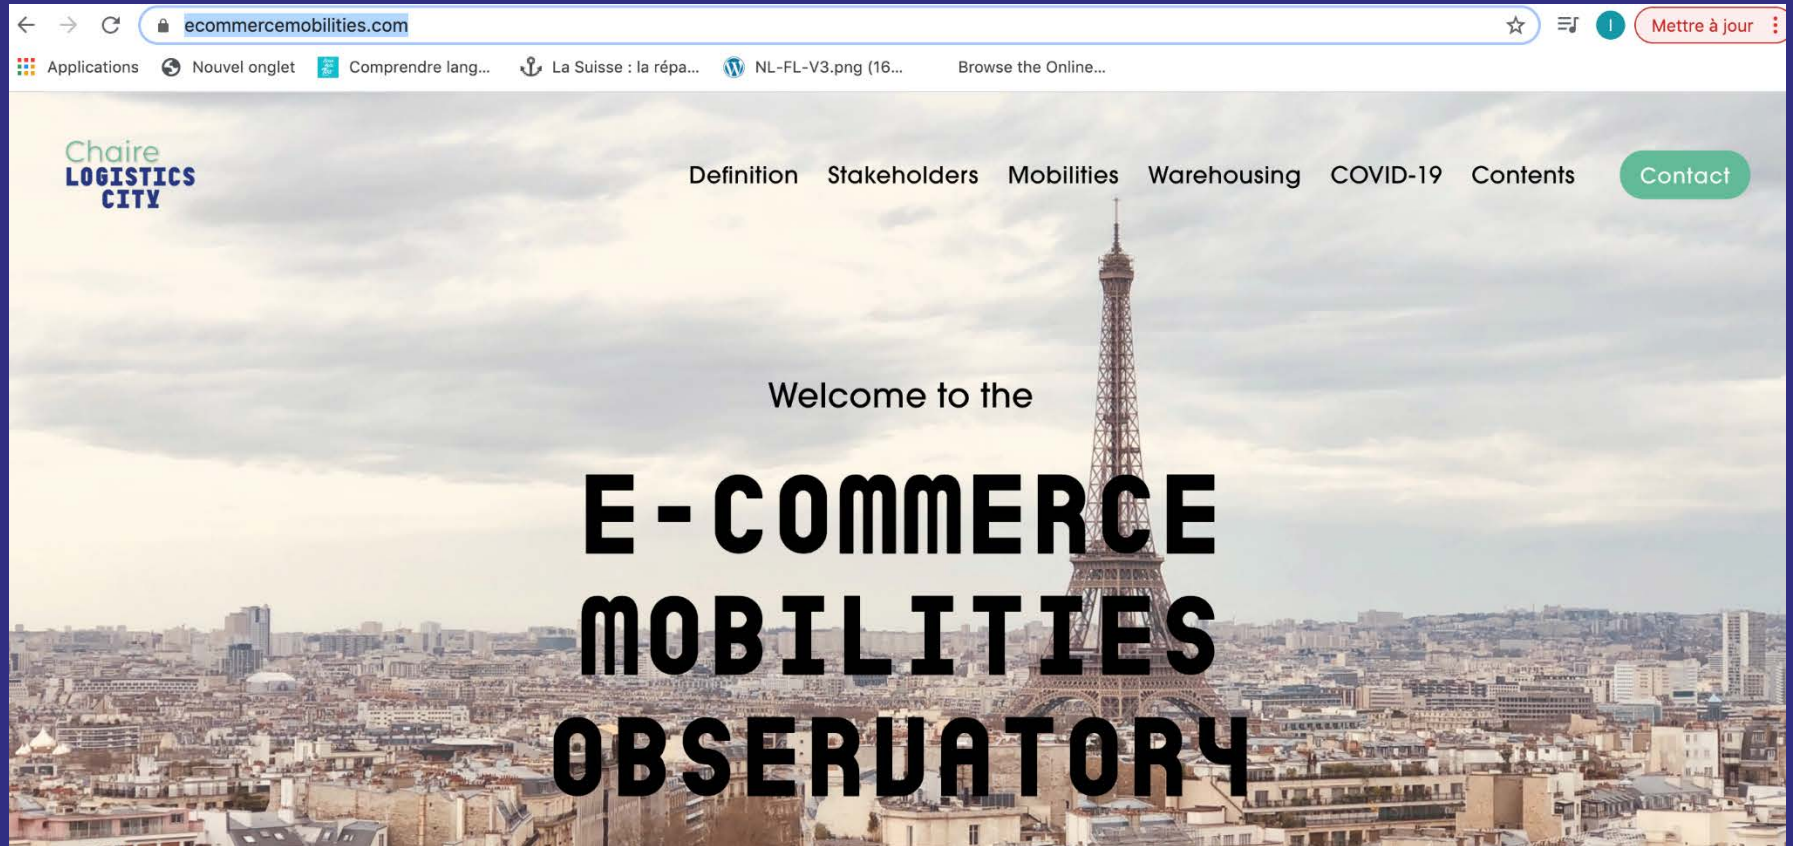 ecommercemobilities.com
I
Mettre à jour
Applications Nouvel onglet Comprendre lang... La Suisse : la répa... NL-FL-V3.png (16... Browse the Online...
Chaire
LOGISTICS
CITY
Definition Stakeholders Mobilities Warehousing COVID-19 Contents Contact
Welcome to the
E-COMMERCE
MOBILITIES
OBSERVATORY